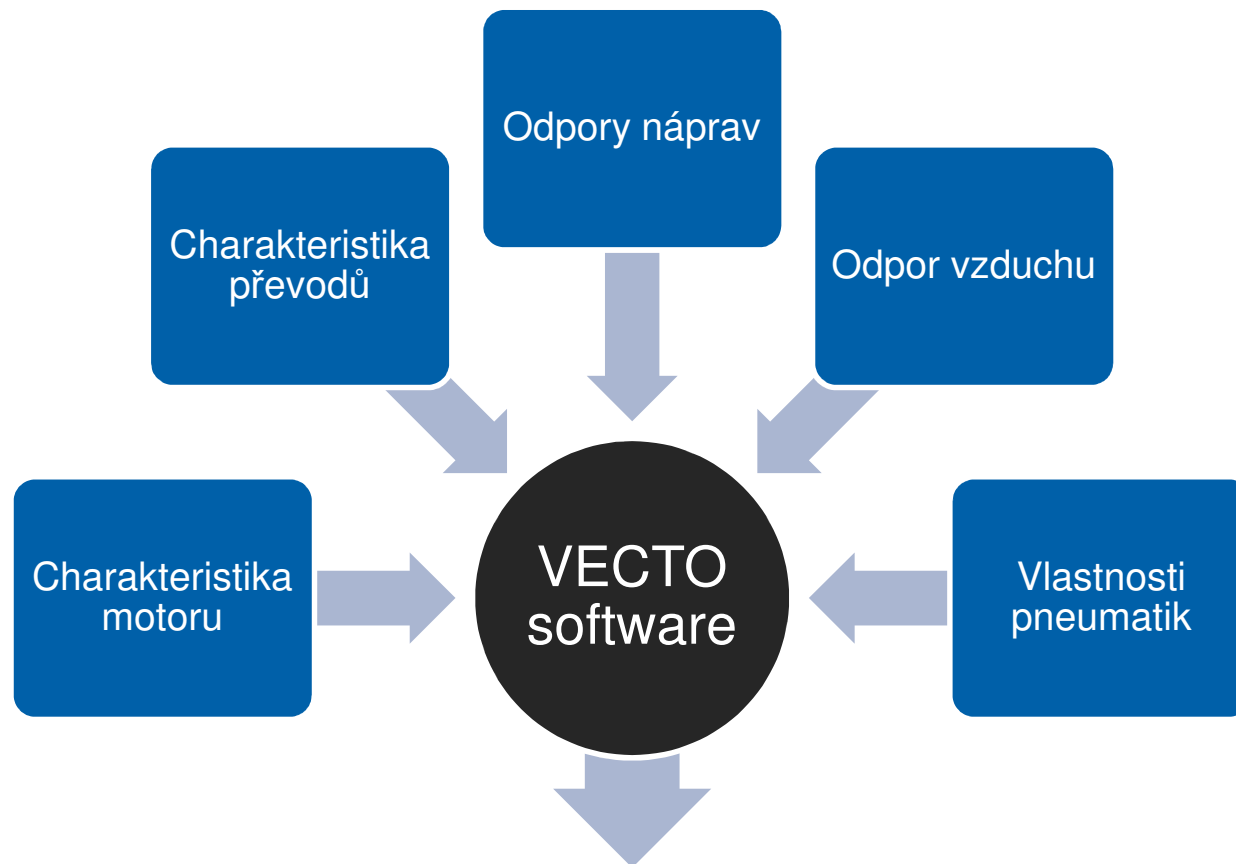 Odpory náprav
Charakteristika
převodů
Odpor vzduchu
Charakteristika
motoru
VECTO
software
Vlastnosti
pneumatik